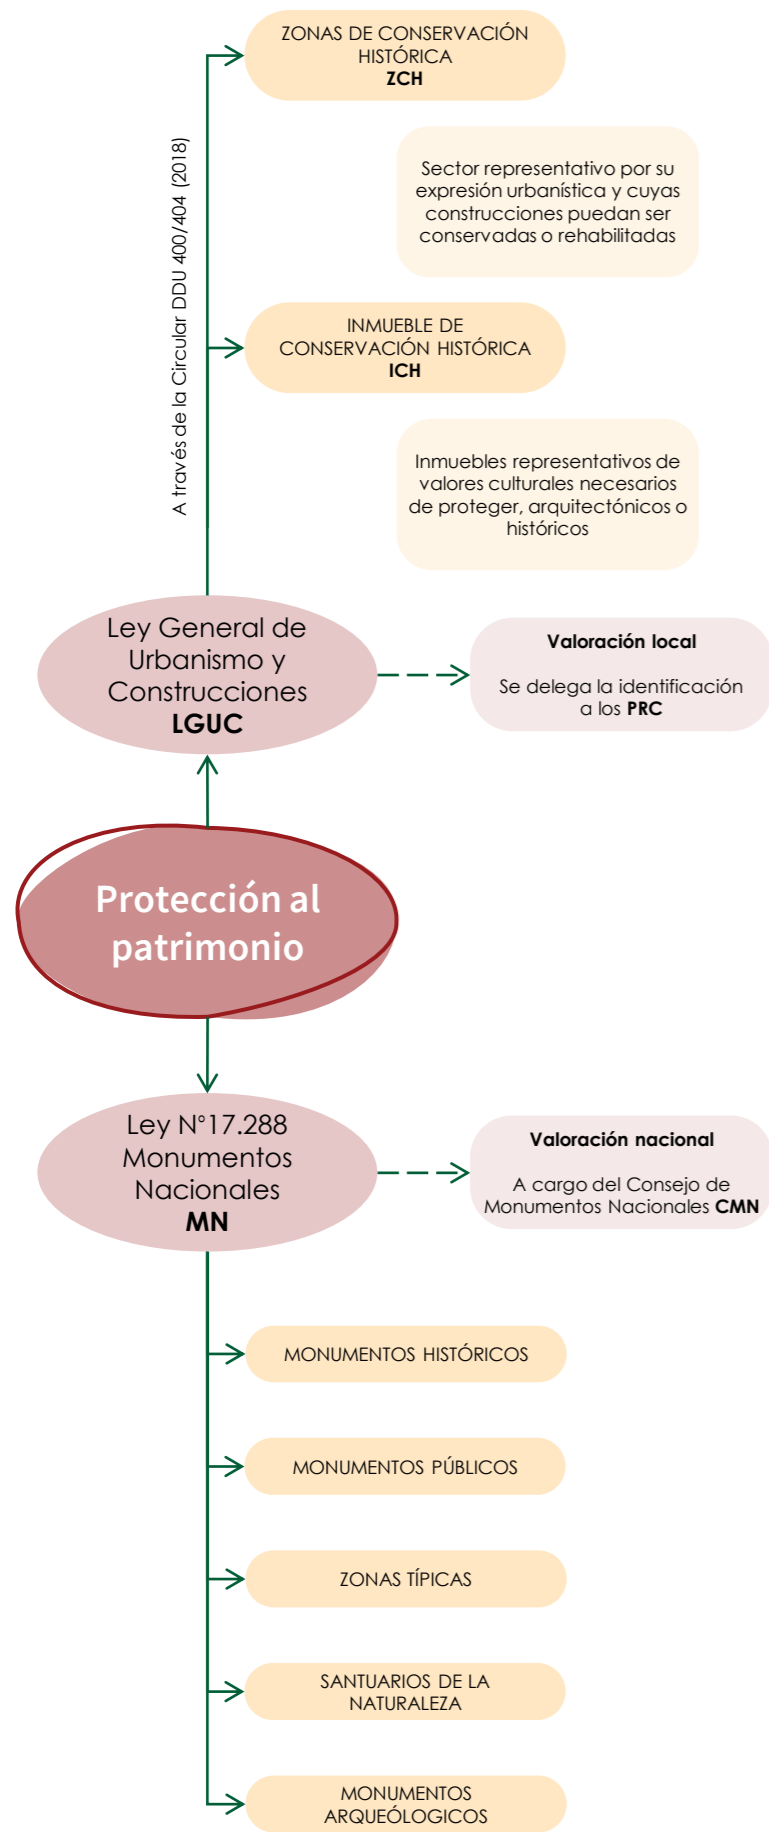 ZONAS DE CONSERVACIÓN
HISTÓRICA
ZCH
A través de la Circular DDU 400/404 (2018)
Sector representativo por su
expresión urbanística y cuyas
construcciones puedan ser
conservadas o rehabilitadas
INMUEBLE DE
CONSERVACIÓN HISTÓRICA
ICH
Inmuebles representativos de
valores culturales necesarios
de proteger, arquitectónicos o
históricos
Ley General de
Urbanismo y
Construcciones
LGUC
Valoración local
Se delega la identificación
a los PRC
Protección al
patrimonio
Ley N°17.288
Monumentos
Nacionales
MN
Valoración nacional
A cargo del Consejo de
Monumentos Nacionales CMN
MONUMENTOS HISTÓRICOS
MONUMENTOS PÚBLICOS
ZONAS TÍPICAS
SANTUARIOS DE LA
NATURALEZA
MONUMENTOS
ARQUEÓLOGICOS